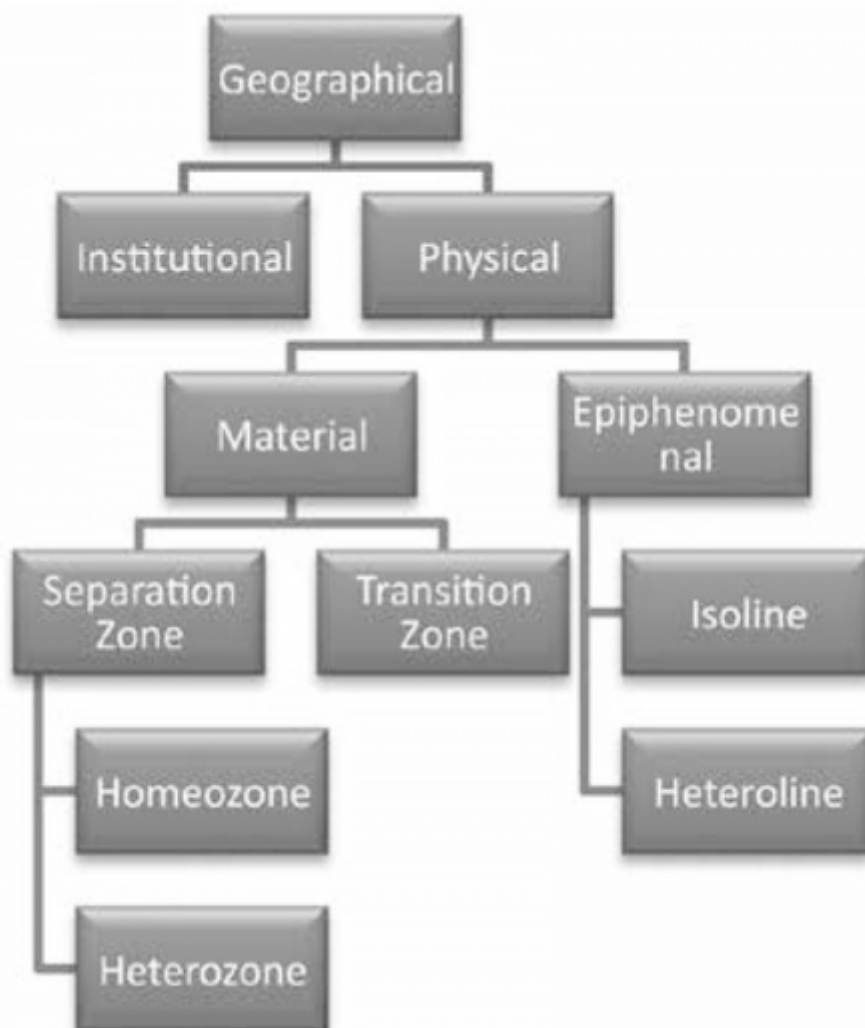 Geographical
Institutional
Physical
Material
Epiphenome
nal
Separation
Zone
Transition
Zone
Isoline
Homeozone
Heteroline
Heterozone